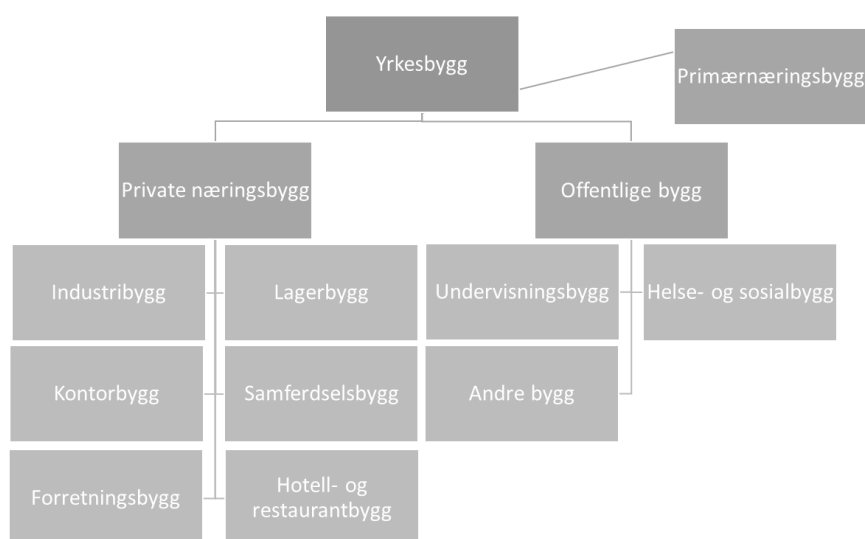 Yrkesbygg
Primærnæringsbygg
Private næringsbygg
Offentlige bygg
Industribygg
Lagerbygg
Undervisningsbygg
Helse- og sosialbygg
Kontorbygg
Samferdselsbygg
Andre bygg
Forretningsbygg
Hotell- og
restaurantbygg